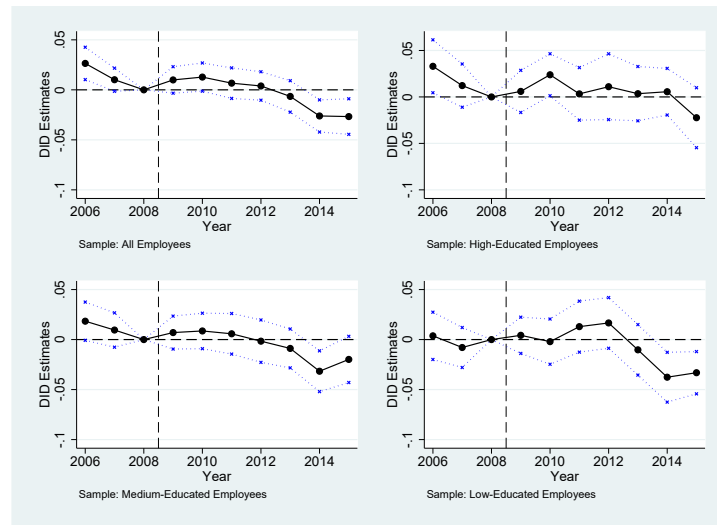 DID Estimates
.05
0
-.05
-.1
2006 2008 2010 2012 2014
Year
Sample: All Employees
DID Estimates
.05
0
-.05
-.1
2006 2008 2010 2012 2014
Year
Sample: High-Educated Employees
DID Estimates
.05
0
-.05
-.1
2006 2008 2010 2012 2014
Year
Sample: Medium-Educated Employees
DID Estimates
.05
0
-.05
-.1
2006 2008 2010 2012 2014
Year
Sample: Low-Educated Employees